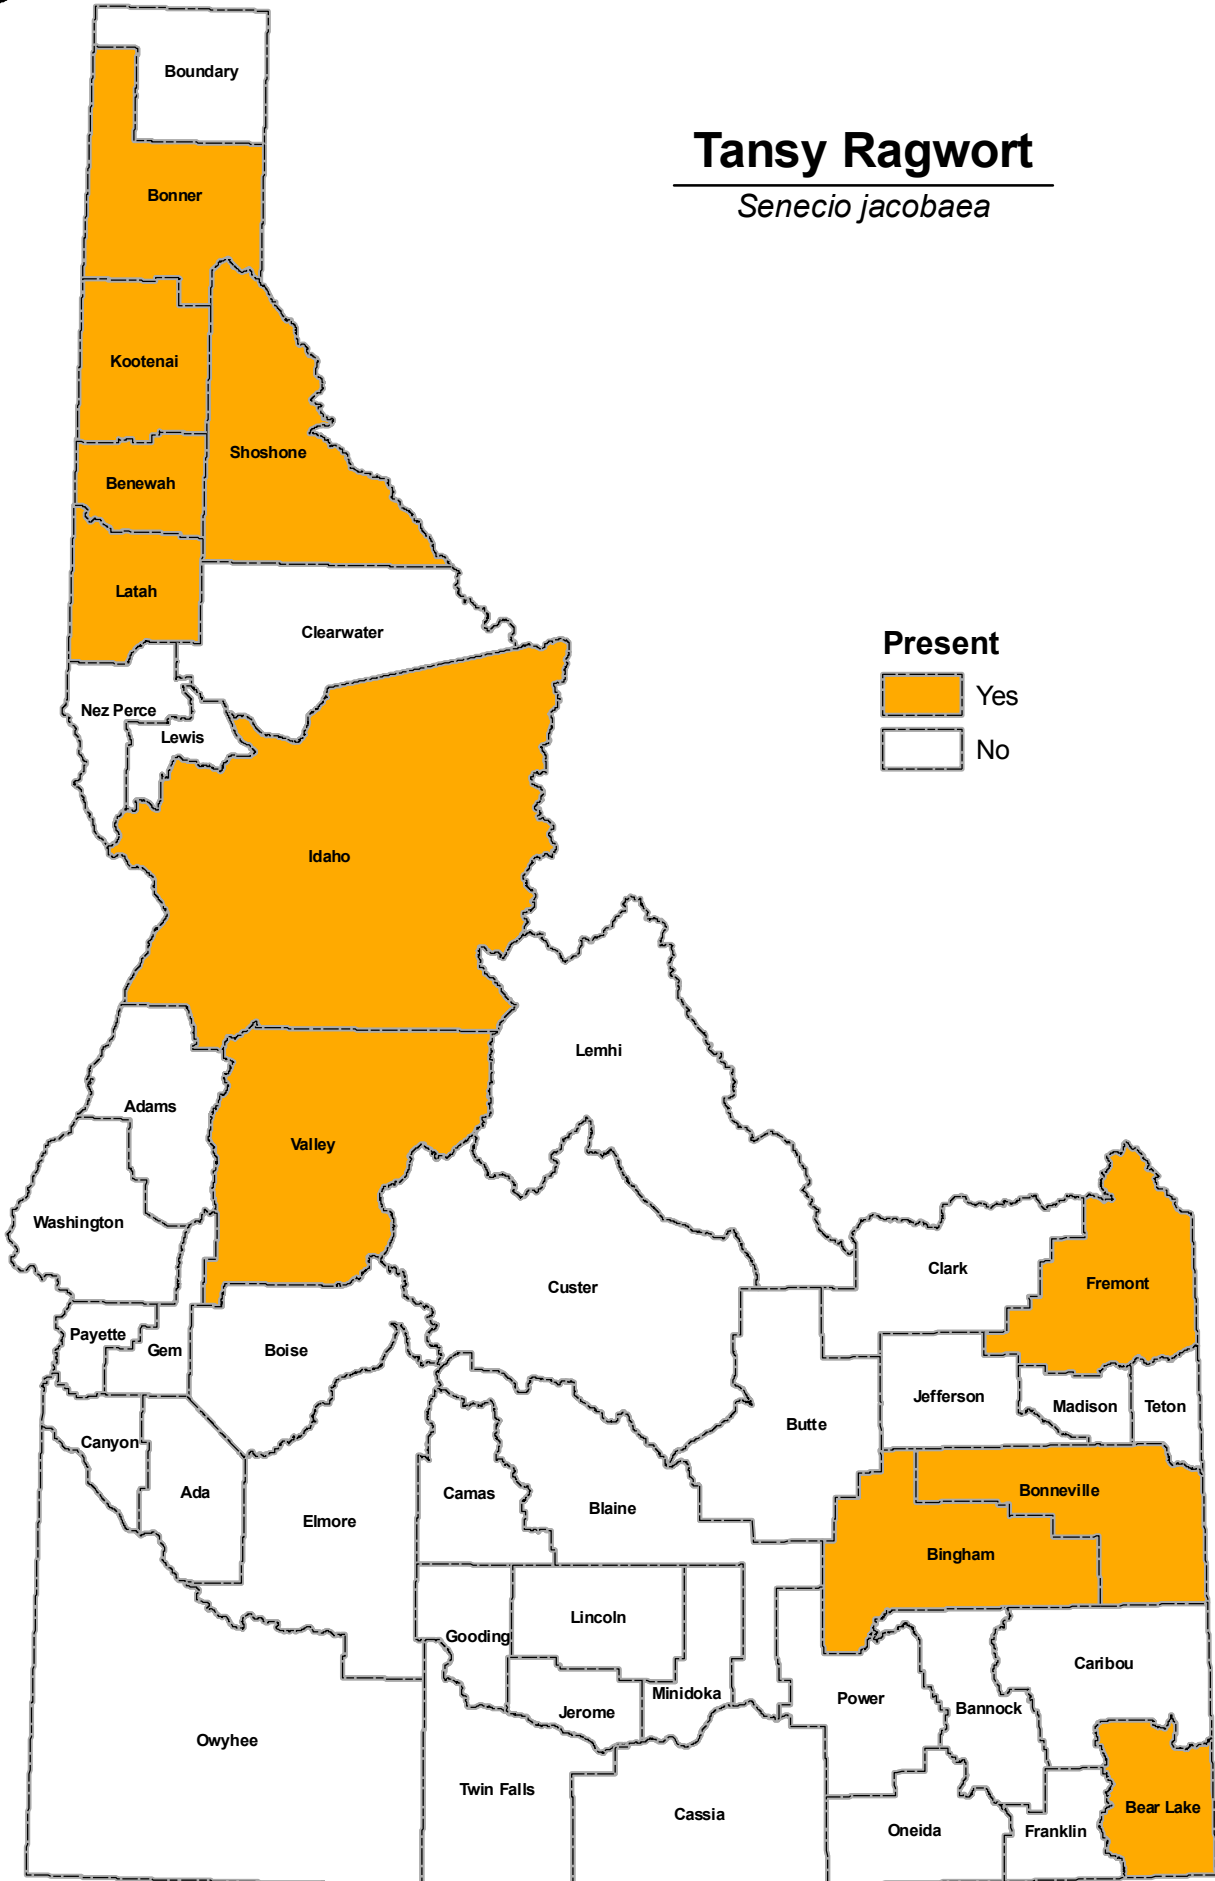 Boundary
Tansy Ragwort
Senecio jacobaea
Bonner
Kootenai
Shoshone
Benewah
Latah
Clearwater
Present
Yes
No
Nez Perce
Lewis
Idaho
Lemhi
Adams
Valley
Washington
Clark
Fremont
Custer
Payette
Gem
Boise
Jefferson
Madison
Teton
Butte
Canyon
Ada
Camas
Blaine
Bonneville
Elmore
Bingham
Lincoln
Gooding
Caribou
Minidoka
Power
Bannock
Jerome
Owyhee
Twin Falls
Cassia
Bear Lake
Oneida
Franklin